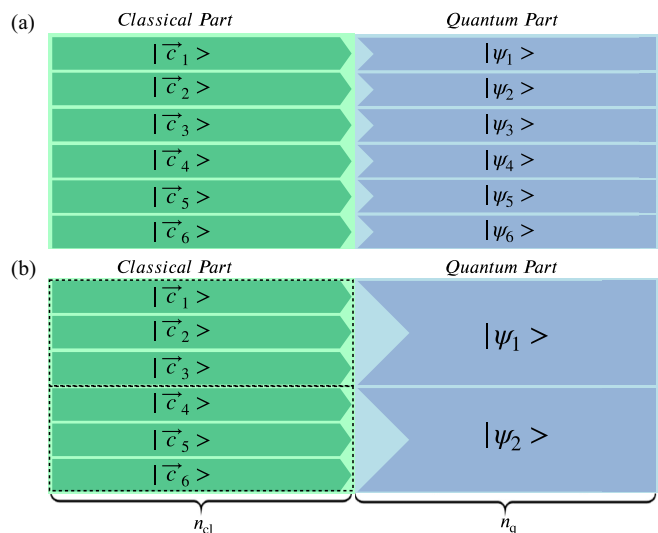 Classical Part Quantum Part
(a)
| c⃗ 1 > |ψ1 >
| c⃗ 2 > |ψ2 >
| c⃗ 3 > |ψ3 >
| c⃗ 4 > |ψ4 >
| c⃗ 5 > |ψ5 >
| c⃗ 6 > |ψ6 >
(b) Classical Part Quantum Part
| c⃗ 1 >
| c⃗ 2 > |ψ1 >
| c⃗ 3 >
| c⃗ 4 >
| c⃗ 5 > |ψ2 >
| c⃗ 6 >
ncl nq